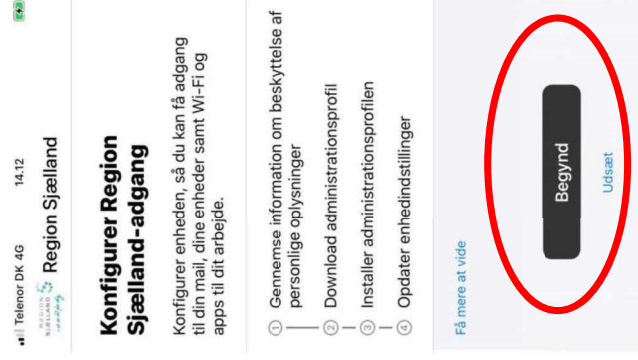 Telenor DK 4G 14.12
REGION
SJÆLLAND
Region Sjælland
Konfigurer Region
Sjælland-adgang
Konfigurer enheden, så du kan få adgang
til din mail, dine enheder samt Wi-Fi og
apps til dit arbejde.
1 Gennemse information om beskyttelse af
personlige oplysninger
2 Download administrationsprofil
3 Installer administrationsprofilen
4 Opdater enhedindstillinger
Få mere at vide
Begynd
Udsæt